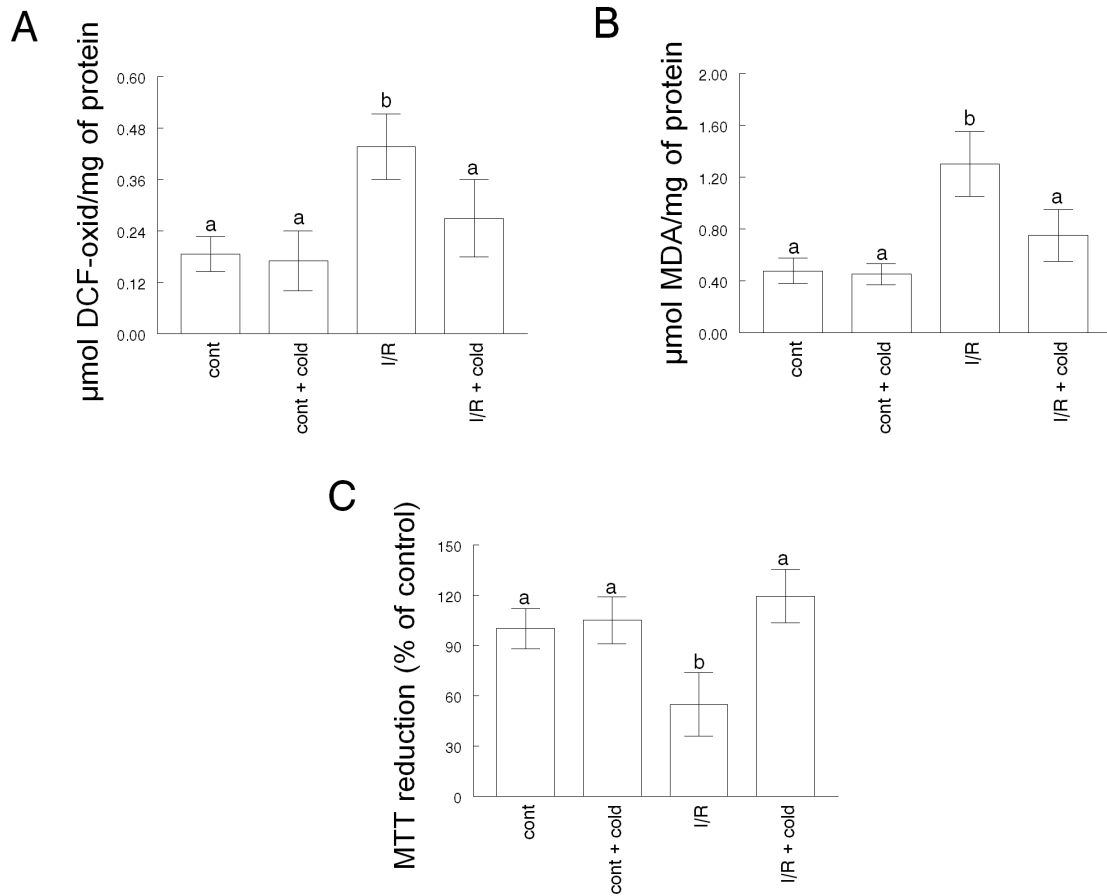 A
µmol DCF-oxid/mg of protein
0.60
0.48
0.36
0.24
0.12
0.00
a
a
b
a
cont
cont + cold
I/R
I/R + cold
B
µmol MDA/mg of protein
2.00
1.60
1.20
0.80
0.40
0.00
a
a
b
a
cont
cont + cold
I/R
I/R + cold
C
MTT reduction (% of control)
150
120
90
60
30
0
a
a
b
a
cont
cont + cold
I/R
I/R + cold